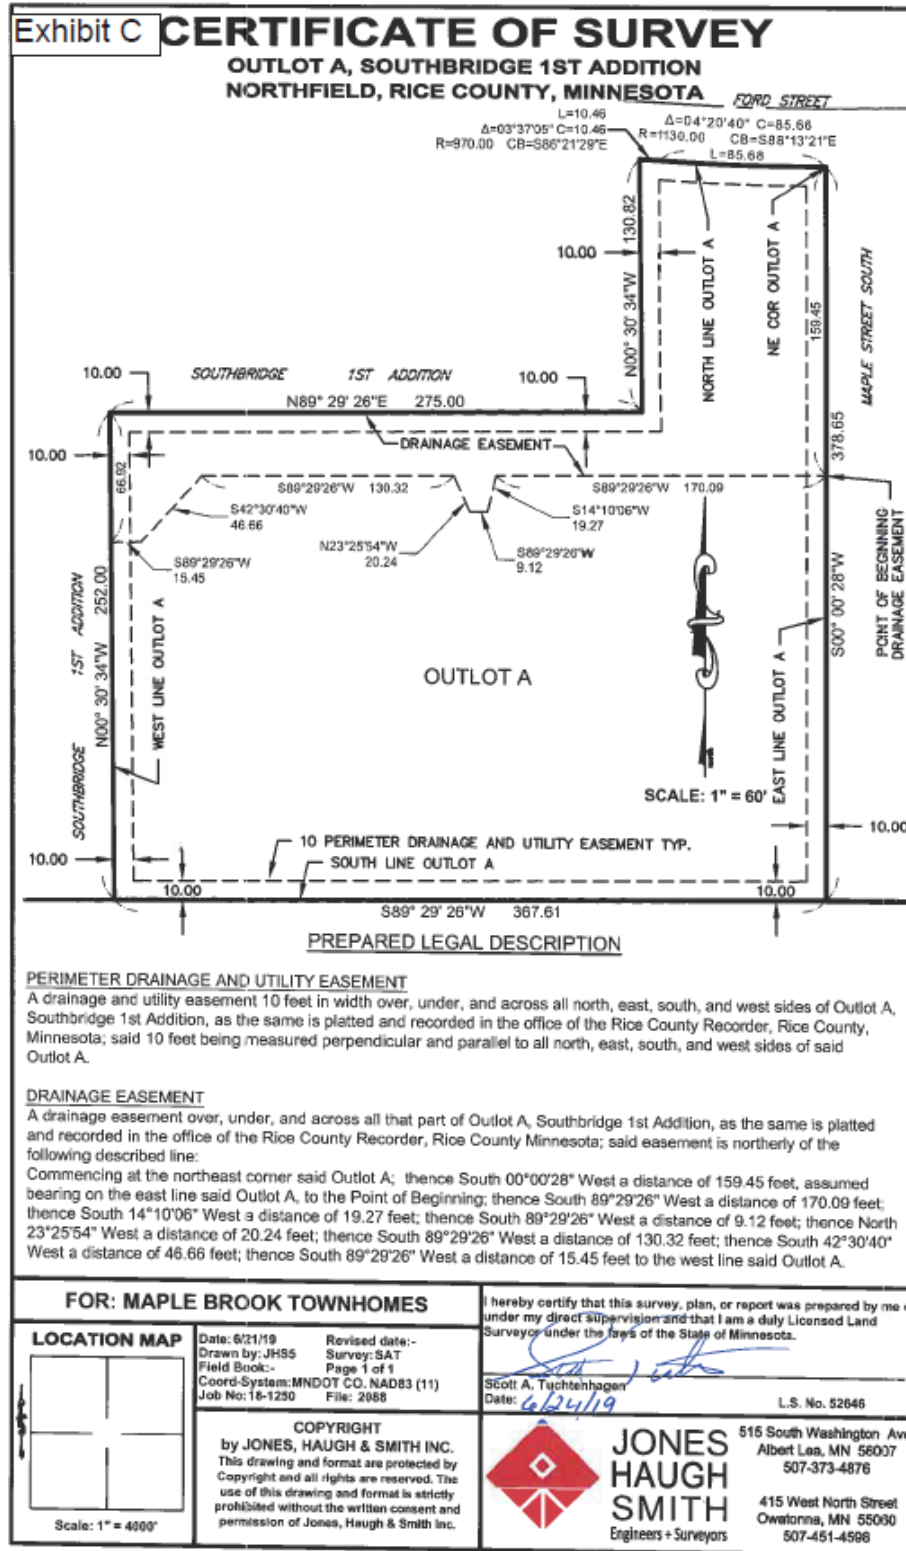 Exhibit C
CERTIFICATE OF SURVEY
OUTLOT A, SOUTHBRIDGE 1ST ADDITION
NORTHFIELD, RICE COUNTY, MINNESOTA
FORD STREET
L=10.46
Δ=03°37'05" C=10.46
R=970.00 CB=S86°21'29"E
Δ=04°20'40" C=85.66
R=1130.00 CB=S88°13'21"E
L=85.68
130.82
N00° 30' 34"W
10.00
NORTH LINE OUTLOT A
NE COR OUTLOT A
159.45
MAPLE STREET SOUTH
378.65
10.00
SOUTHBRIDGE 1ST ADDITION
10.00
N89° 29' 26"E 275.00
DRAINAGE EASEMENT
10.00
66.92
S89°29'26"W 130.32
S89°29'26"W 170.09
S42°30'40"W
46.66
S14°10'06"W
19.27
N23°25'54"W
20.24
S89°29'26"W
9.12
S89°29'26"W
15.45
POINT OF BEGINNING
DRAINAGE EASEMENT
S00° 00' 28"W
SOUTHBRIDGE 1ST ADDITION
N00° 30' 34"W 252.00
WEST LINE OUTLOT A
OUTLOT A
EAST LINE OUTLOT A
SCALE: 1" = 60'
10.00
10 PERIMETER DRAINAGE AND UTILITY EASEMENT TYP.
10.00
SOUTH LINE OUTLOT A
10.00
10.00
S89° 29' 26"W 367.61
PREPARED LEGAL DESCRIPTION
PERIMETER DRAINAGE AND UTILITY EASEMENT
A drainage and utility easement 10 feet in width over, under, and across all north, east, south, and west sides of Outlot A,
Southbridge 1st Addition, as the same is platted and recorded in the office of the Rice County Recorder, Rice County,
Minnesota; said 10 feet being measured perpendicular and parallel to all north, east, south, and west sides of said
Outlot A.
DRAINAGE EASEMENT
A drainage easement over, under, and across all that part of Outlot A, Southbridge 1st Addition, as the same is platted
and recorded in the office of the Rice County Recorder, Rice County Minnesota; said easement is northerly of the
following described line:
Commencing at the northeast corner said Outlot A; thence South 00°00'28" West a distance of 159.45 feet, assumed
bearing on the east line said Outlot A, to the Point of Beginning; thence South 89°29'26" West a distance of 170.09 feet;
thence South 14°10'06" West a distance of 19.27 feet; thence South 89°29'26" West a distance of 9.12 feet; thence North
23°25'54" West a distance of 20.24 feet; thence South 89°29'26" West a distance of 130.32 feet; thence South 42°30'40"
West a distance of 46.66 feet; thence South 89°29'26" West a distance of 15.45 feet to the west line said Outlot A.
FOR: MAPLE BROOK TOWNHOMES
LOCATION MAP
Scale: 1" = 4000'
Date: 6/21/19 Revised date:-
Drawn by: JHS5 Survey: SAT
Field Book:- Page 1 of 1
Coord-System: MNDOT CO. NAD83 (11)
Job No: 18-1250 File: 2088
COPYRIGHT
by JONES, HAUGH & SMITH INC.
This drawing and format are protected by
Copyright and all rights are reserved. The
use of this drawing and format is strictly
prohibited without the written consent and
permission of Jones, Haugh & Smith Inc.
I hereby certify that this survey, plan, or report was prepared by me
under my direct supervision and that I am a duly Licensed Land
Surveyor under the laws of the State of Minnesota.
Scott A. Tuchtenhagen
Date: 6/24/19 L.S. No. 52646
JONES
HAUGH
SMITH
Engineers + Surveyors
515 South Washington Ave
Albert Lea, MN 56007
507-373-4876
415 West North Street
Owatonna, MN 55060
507-451-4598